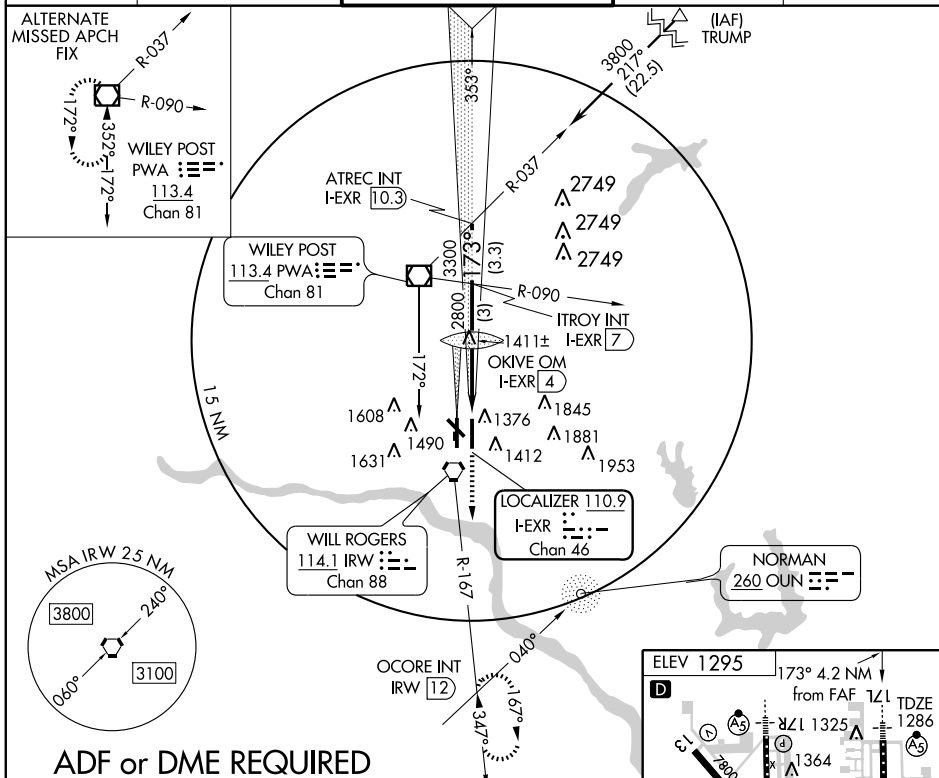 ALTERNATE
MISSED APCH
FIX
R-037
R-090
172°
352°
172°
WILEY POST
PWA
113.4
Chan 81
(IAF)
TRUMP
3800
217°
(22.5)
353°
R-037
ATREC INT
I-EXR 10.3
2749
2749
2749
WILEY POST
113.4 PWA
Chan 81
3300
173°
(3.3)
R-090
ITROY INT
I-EXR 7
2800
(3)
1411±
OKIVE OM
I-EXR 4
172°
15 NM
1608
1490
1631
1376
1412
1845
1881
1953
LOCALIZER 110.9
I-EXR
Chan 46
WILL ROGERS
114.1 IRW
Chan 88
R-167
NORMAN
260 OUN
MSA IRW 25 NM
3800
240°
060°
3100
OCORE INT
IRW 12
040°
167°
347°
ADF or DME REQUIRED
ELEV 1295
D
173° 4.2 NM
from FAF
17L
TDZE
1286
A5
17R
1325
A5
V
P
1364
13
7800
x